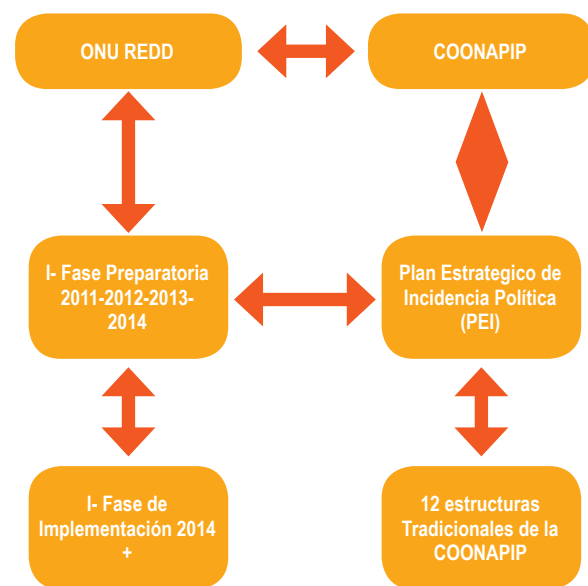 ONU REDD
COONAPIP
I- Fase Preparatoria
2011-2012-2013-
2014
Plan Estrategico de
Incidencia Política
(PEI)
I- Fase de
Implementación 2014
+
12 estructuras
Tradicionales de la
COONAPIP